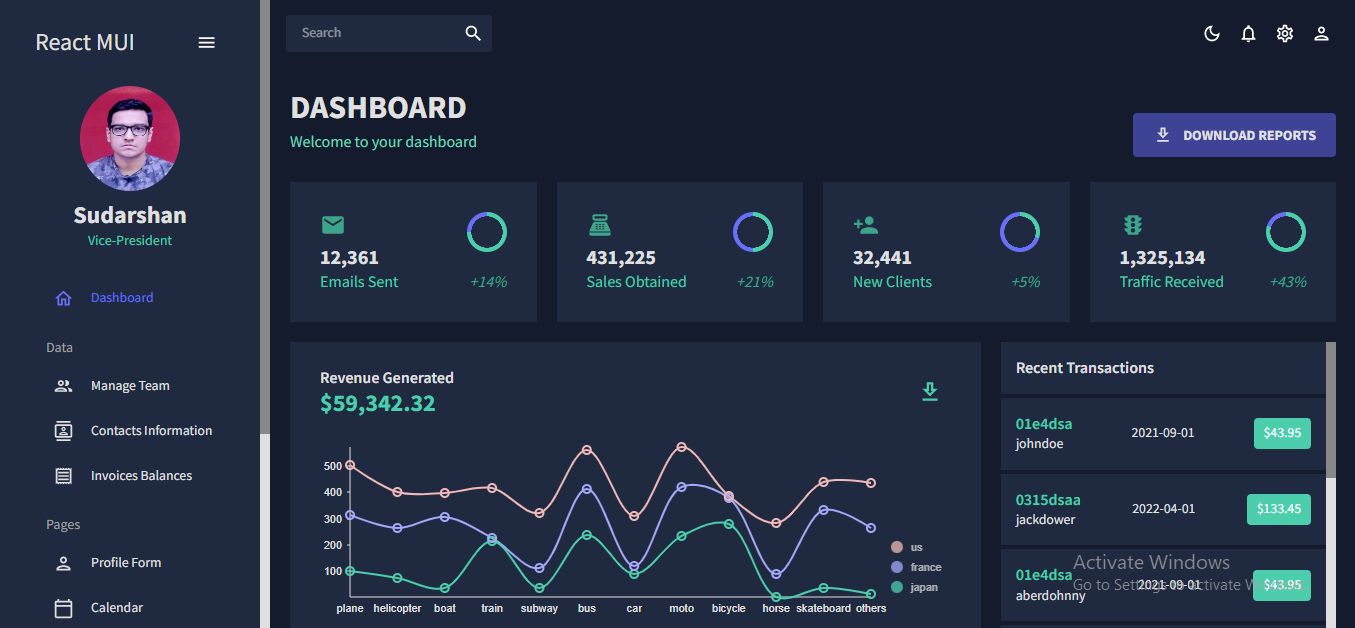 React MUI
Search
Sudarshan
Vice-President
Dashboard
Data
Manage Team
Contacts Information
Invoices Balances
Pages
Profile Form
Calendar
DASHBOARD
Welcome to your dashboard
DOWNLOAD REPORTS
12,361
Emails Sent +14%
431,225
Sales Obtained +21%
32,441
New Clients +5%
1,325,134
Traffic Received +43%
Revenue Generated
$59,342.32
500
400
300
200
100
plane helicopter boat train subway bus car moto bicycle horse skateboard others
us
france
japan
Recent Transactions
01e4dsa
johndoe
2021-09-01
$43.95
0315dsaa
jackdower
2022-04-01
$133.45
01e4dsa
aberdohnny
2021-09-01
$43.95
Activate Windows
Go to Settings to activate